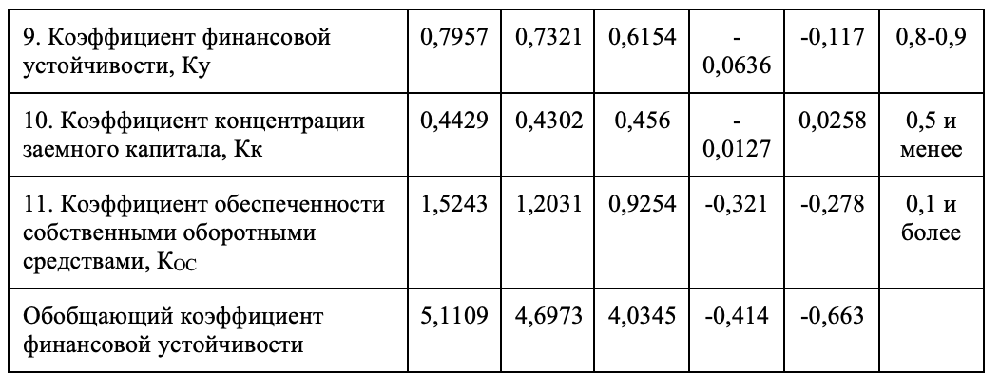 9. Коэффициент финансовой устойчивости, Ку 0,7957 0,7321 0,6154 -0,0636 -0,117 0,8-0,9
10. Коэффициент концентрации заемного капитала, Кк 0,4429 0,4302 0,456 -0,0127 0,0258 0,5 и менее
11. Коэффициент обеспеченности собственными оборотными средствами, КОС 1,5243 1,2031 0,9254 -0,321 -0,278 0,1 и более
Обобщающий коэффициент финансовой устойчивости 5,1109 4,6973 4,0345 -0,414 -0,663